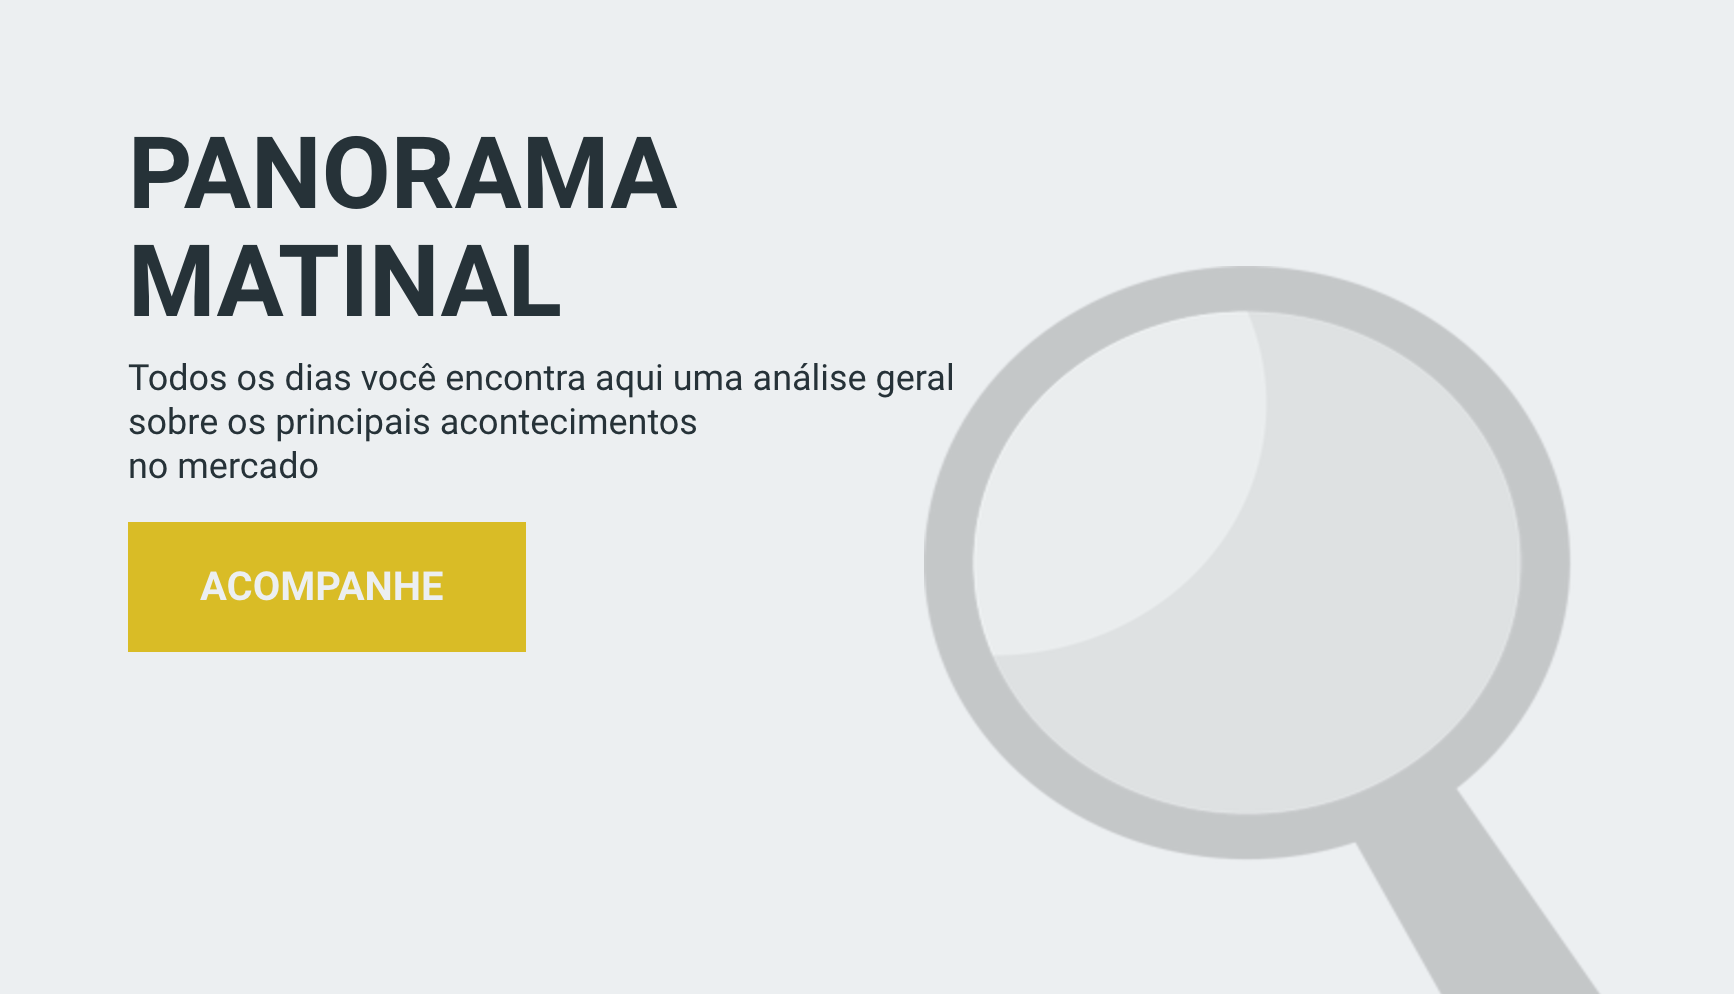 PANORAMA
MATINAL
Todos os dias você encontra aqui uma análise geral
sobre os principais acontecimentos
no mercado
ACOMPANHE